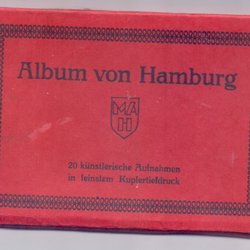 Album von Hamburg
M A
H
20 künstlerische Aufnahmen
in feinstem Kupfertiefdruck